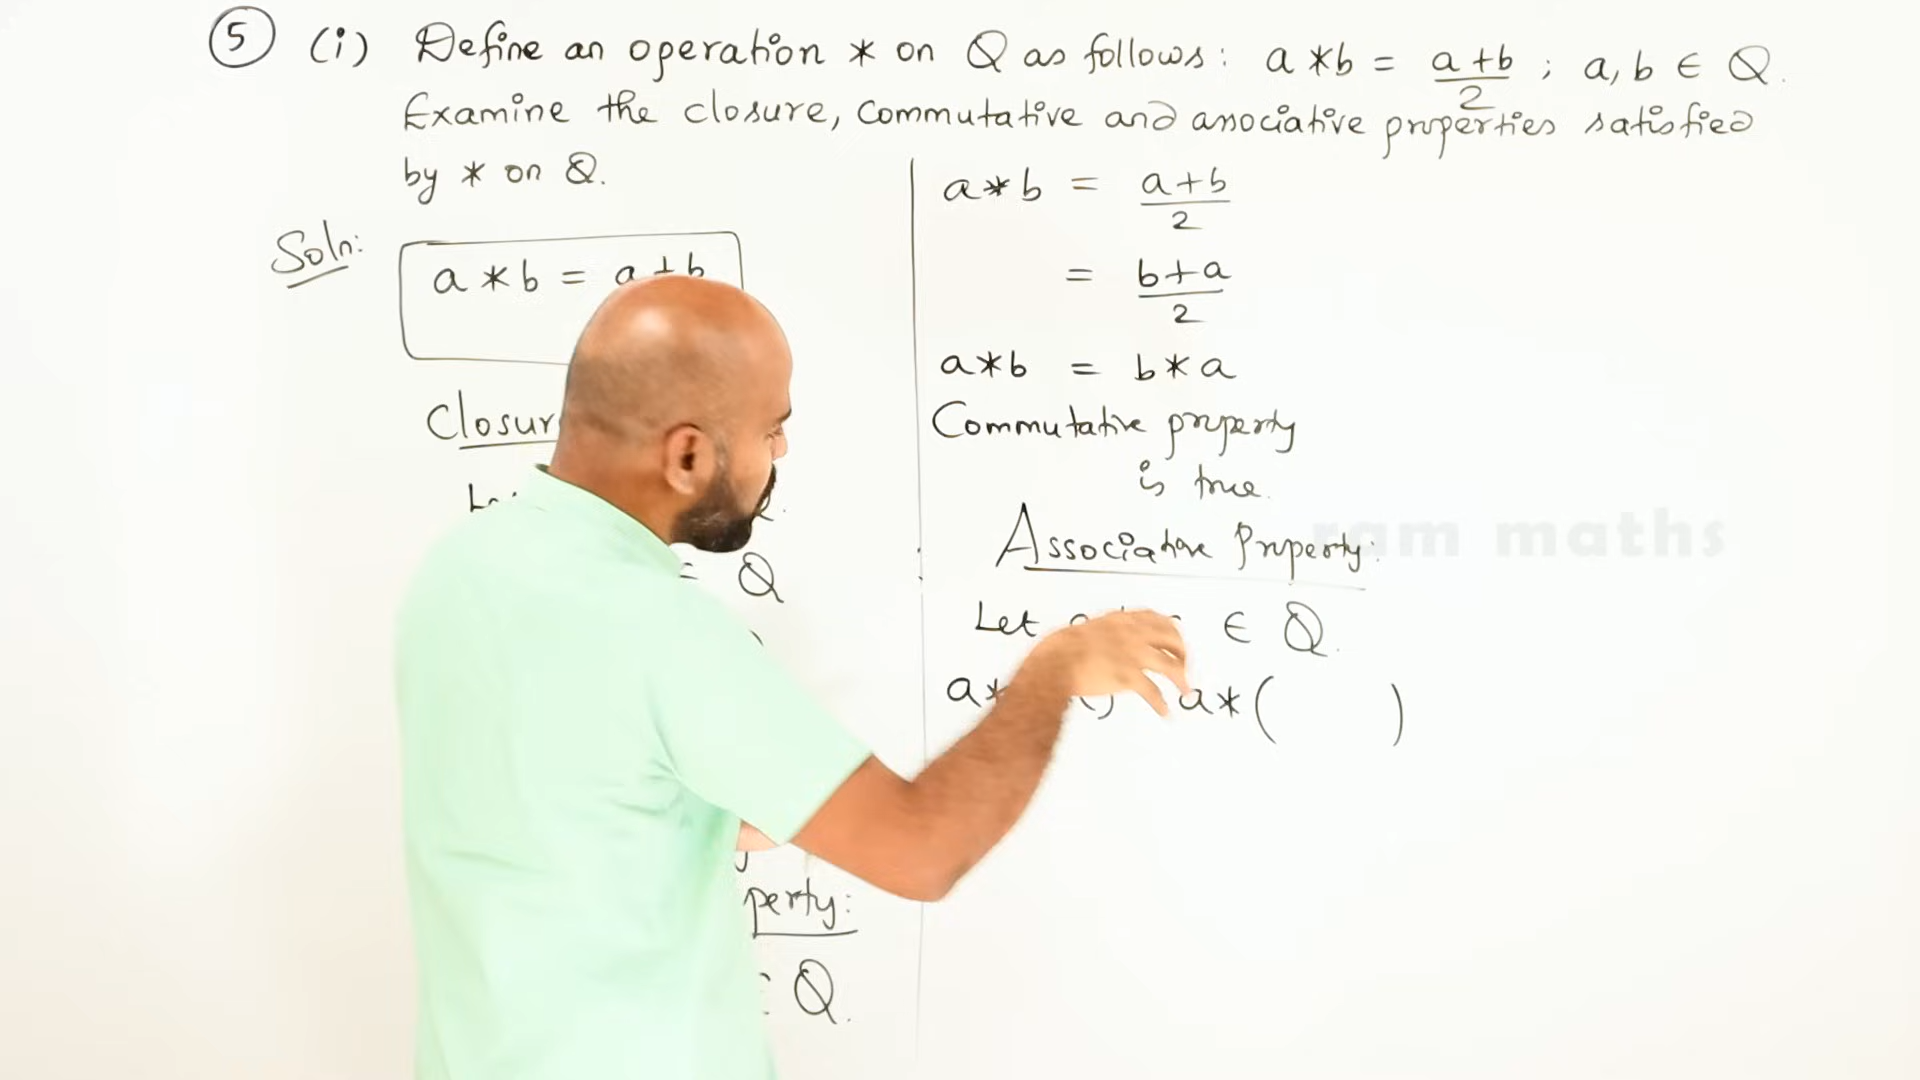 5 (i) Define an operation * on Q as follows: a*b = a+b/2 ; a, b ∈ Q.
Examine the closure, commutative and associative properties satisfied
by * on Q.
Soln:
a * b = a + b
Closur
Q
perty:
Q.
a*b = a+b/2
= b+a/2
a*b = b*a
Commutative property
is true.
Associative Property:
Let ∈ Q.
a* a*( )
ram maths